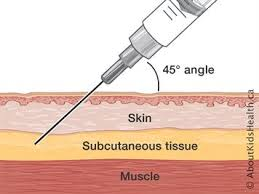 45° angle
Skin
Subcutaneous tissue
Muscle
© AboutKidsHealth.ca